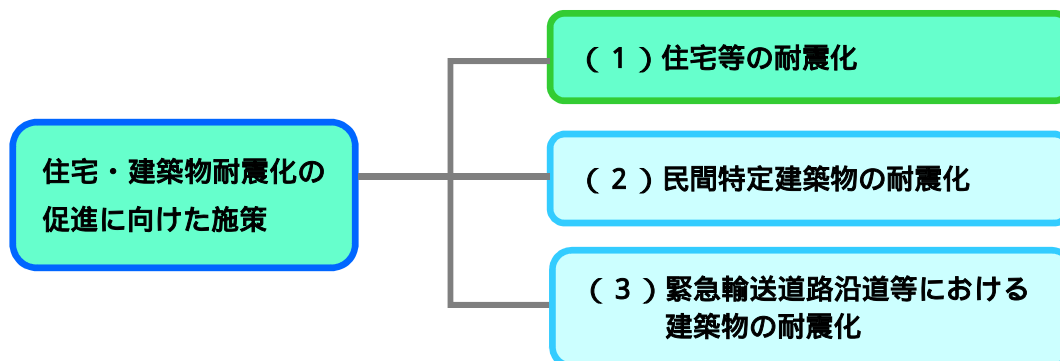 住宅・建築物耐震化の
促進に向けた施策
（１）住宅等の耐震化
（２）民間特定建築物の耐震化
（３）緊急輸送道路沿道等における
建築物の耐震化